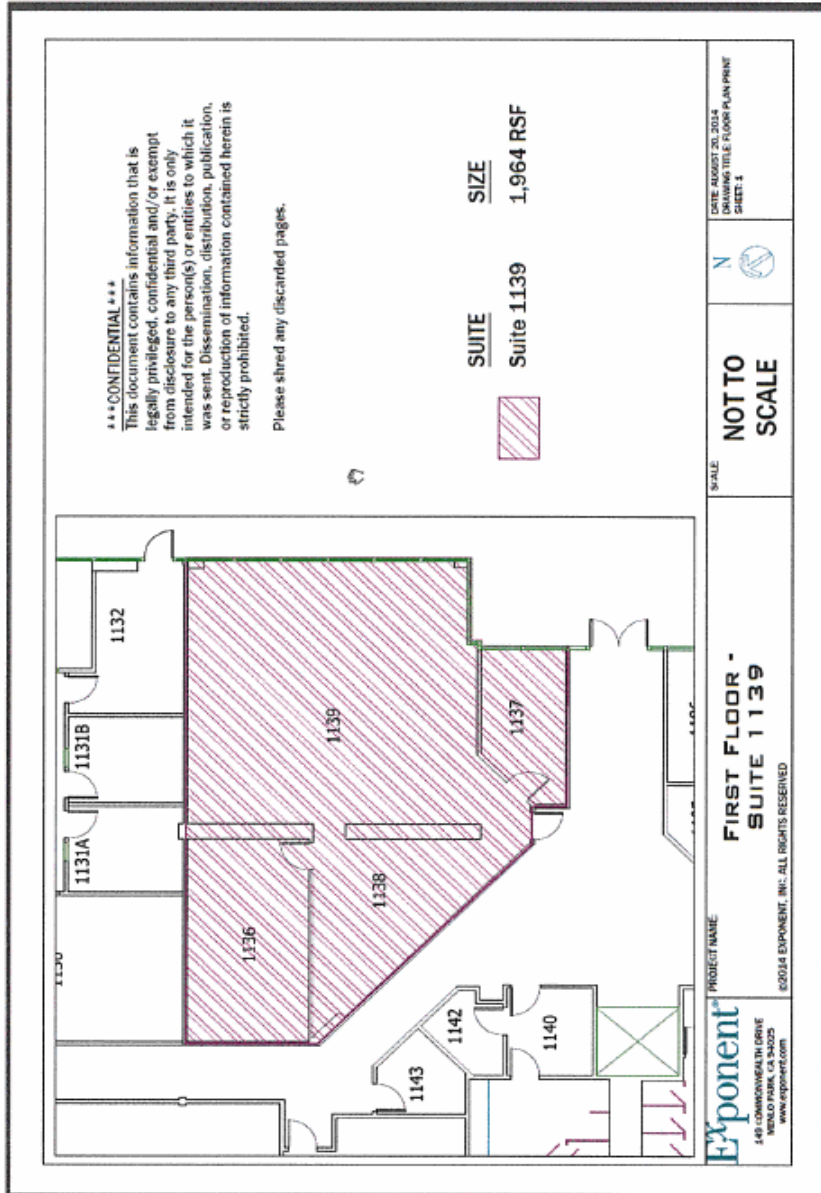 ***CONFIDENTIAL***
This document contains information that is
legally privileged, confidential and/or exempt
from disclosure to any third party. It is only
intended for the person(s) or entities to which it
was sent. Dissemination, distribution, publication,
or reproduction of information contained herein is
strictly prohibited.
Please shred any discarded pages.
SUITE
SIZE
Suite 1139
1,964 RSF
1131A
1131B
1132
1136
1138
1139
1137
1143
1142
1140
Exponent®
149 COMMONWEALTH DRIVE
MENLO PARK, CA 94025
www.exponent.com
PROJECT NAME:
FIRST FLOOR -
SUITE 1139
©2014 EXPONENT, INC. ALL RIGHTS RESERVED
SCALE:
NOT TO
SCALE
N
DATE: AUGUST 20, 2014
DRAWING TITLE: FLOOR PLAN PRINT
SHEET: 1